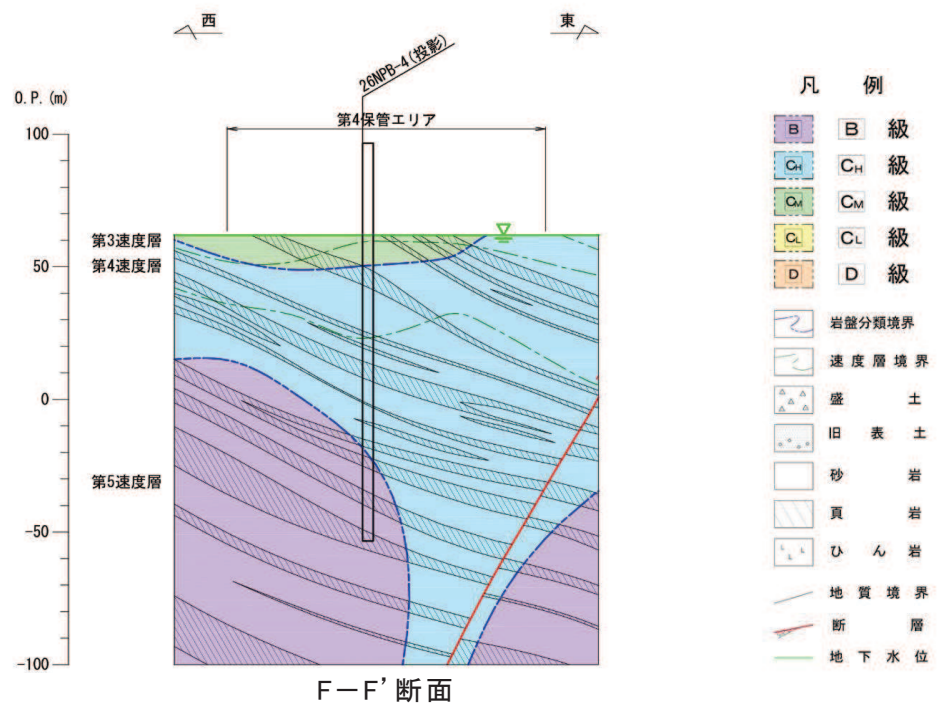 西
東
26NPB-4(投影)
O.P.(m)
第4保管エリア
100
50
0
-50
-100
第3速度層
第4速度層
第5速度層
F-F'断面
凡 例
B B 級
CH CH 級
CM CM 級
CL CL 級
D D 級
岩盤分類境界
速度層境界
盛土
旧表土
砂岩
頁岩
ひん岩
地質境界
断層
地下水位